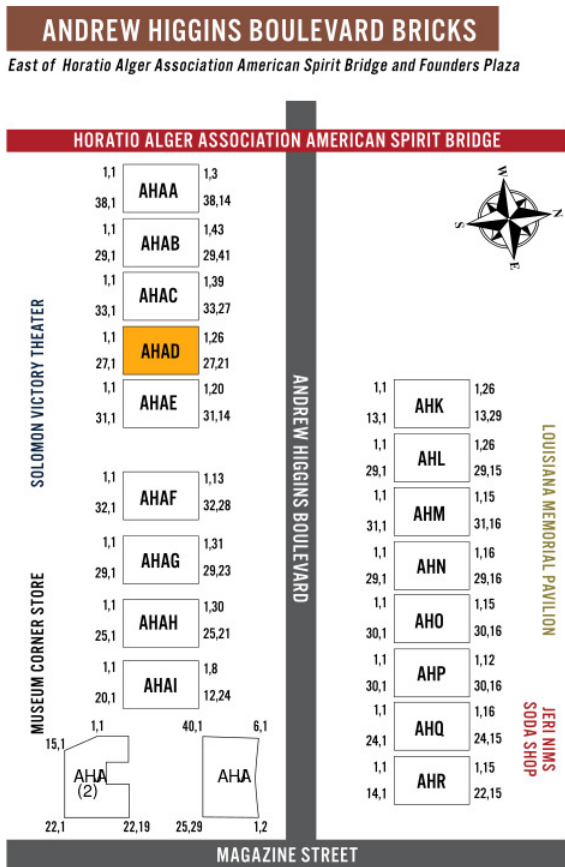 ANDREW HIGGINS BOULEVARD BRICKS
East of Horatio Alger Association American Spirit Bridge and Founders Plaza
HORATIO ALGER ASSOCIATION AMERICAN SPIRIT BRIDGE
W
N
S
E
1,1 AHAA 1,3
38,1 38,14
1,1 AHAB 1,43
29,1 29,41
1,1 AHAC 1,39
33,1 33,27
1,1 AHAD 1,26
27,1 27,21
1,1 AHAE 1,20
31,1 31,14
1,1 AHAF 1,13
32,1 32,28
1,1 AHAG 1,31
29,1 29,23
1,1 AHAH 1,30
25,1 25,21
1,1 AHAI 1,8
20,1 12,24
1,1
15,1
AHA
(2)
22,1 22,19
40,1 6,1
AHA
25,29 1,2
SOLOMON VICTORY THEATER
MUSEUM CORNER STORE
ANDREW HIGGINS BOULEVARD
1,1 AHK 1,26
13,1 13,29
1,1 AHL 1,26
29,1 29,15
1,1 AHM 1,15
31,1 31,16
1,1 AHN 1,16
29,1 29,16
1,1 AHO 1,15
30,1 30,16
1,1 AHP 1,12
30,1 30,16
1,1 AHQ 1,16
24,1 24,15
1,1 AHR 1,15
14,1 22,15
LOUISIANA MEMORIAL PAVILION
JERI NIMS
SODA SHOP
MAGAZINE STREET